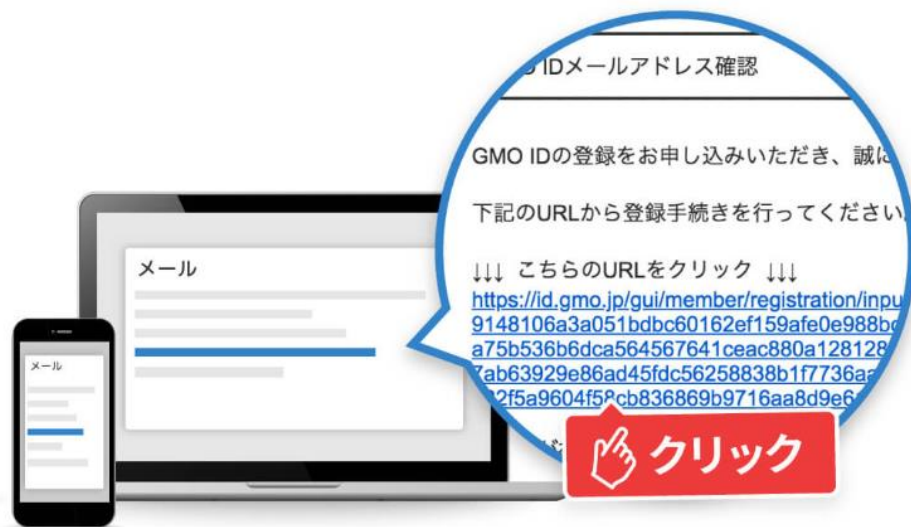 IDメールアドレス確認
GMO IDの登録をお申し込みいただき、誠に
下記のURLから登録手続きを行ってください
↓↓↓ こちらのURLをクリック ↓↓↓
https://id.gmo.jp/gui/member/registration/inpu
9148106a3a051bdbc60162ef159afe0e988bc
a75b536b6dca564567641ceac880a128128
7ab63929e86ad45fdc56258838b1f7736aa
2f5a9604f58cb836869b9716aa8d9e6
クリック
メール
メール